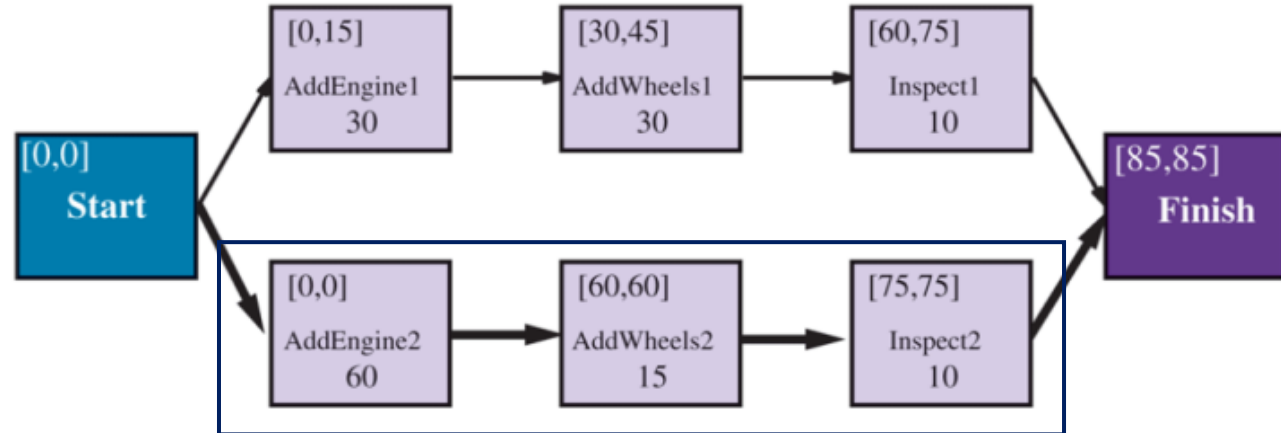 [0,0]
Start
[0,15]
AddEngine1
30
[30,45]
AddWheels1
30
[60,75]
Inspect1
10
[0,0]
AddEngine2
60
[60,60]
AddWheels2
15
[75,75]
Inspect2
10
[85,85]
Finish